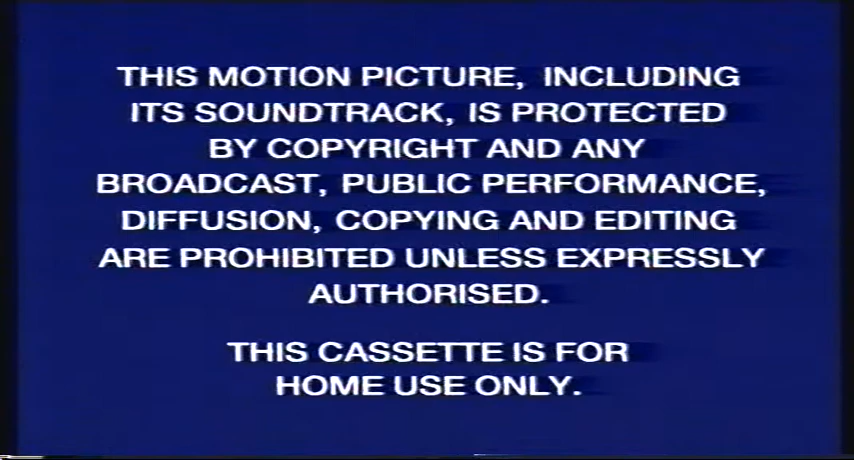 THIS MOTION PICTURE, INCLUDING
ITS SOUNDTRACK, IS PROTECTED
BY COPYRIGHT AND ANY
BROADCAST, PUBLIC PERFORMANCE,
DIFFUSION, COPYING AND EDITING
ARE PROHIBITED UNLESS EXPRESSLY
AUTHORISED.
THIS CASSETTE IS FOR
HOME USE ONLY.